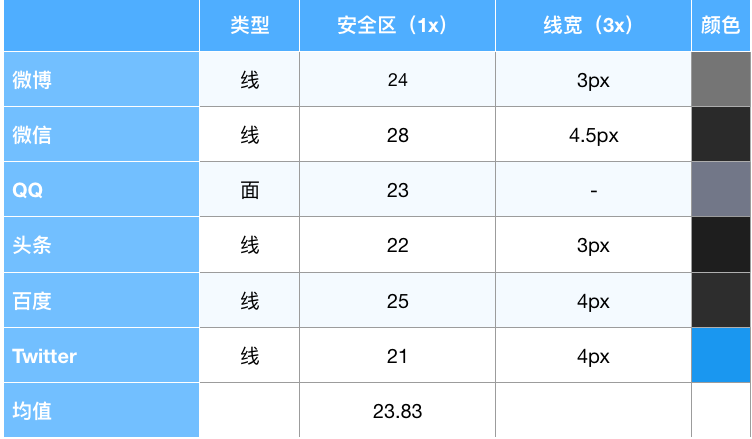 类型 安全区（1x） 线宽（3x） 颜色
微博 线 24 3px
微信 线 28 4.5px
QQ 面 23 -
头条 线 22 3px
百度 线 25 4px
Twitter 线 21 4px
均值 23.83